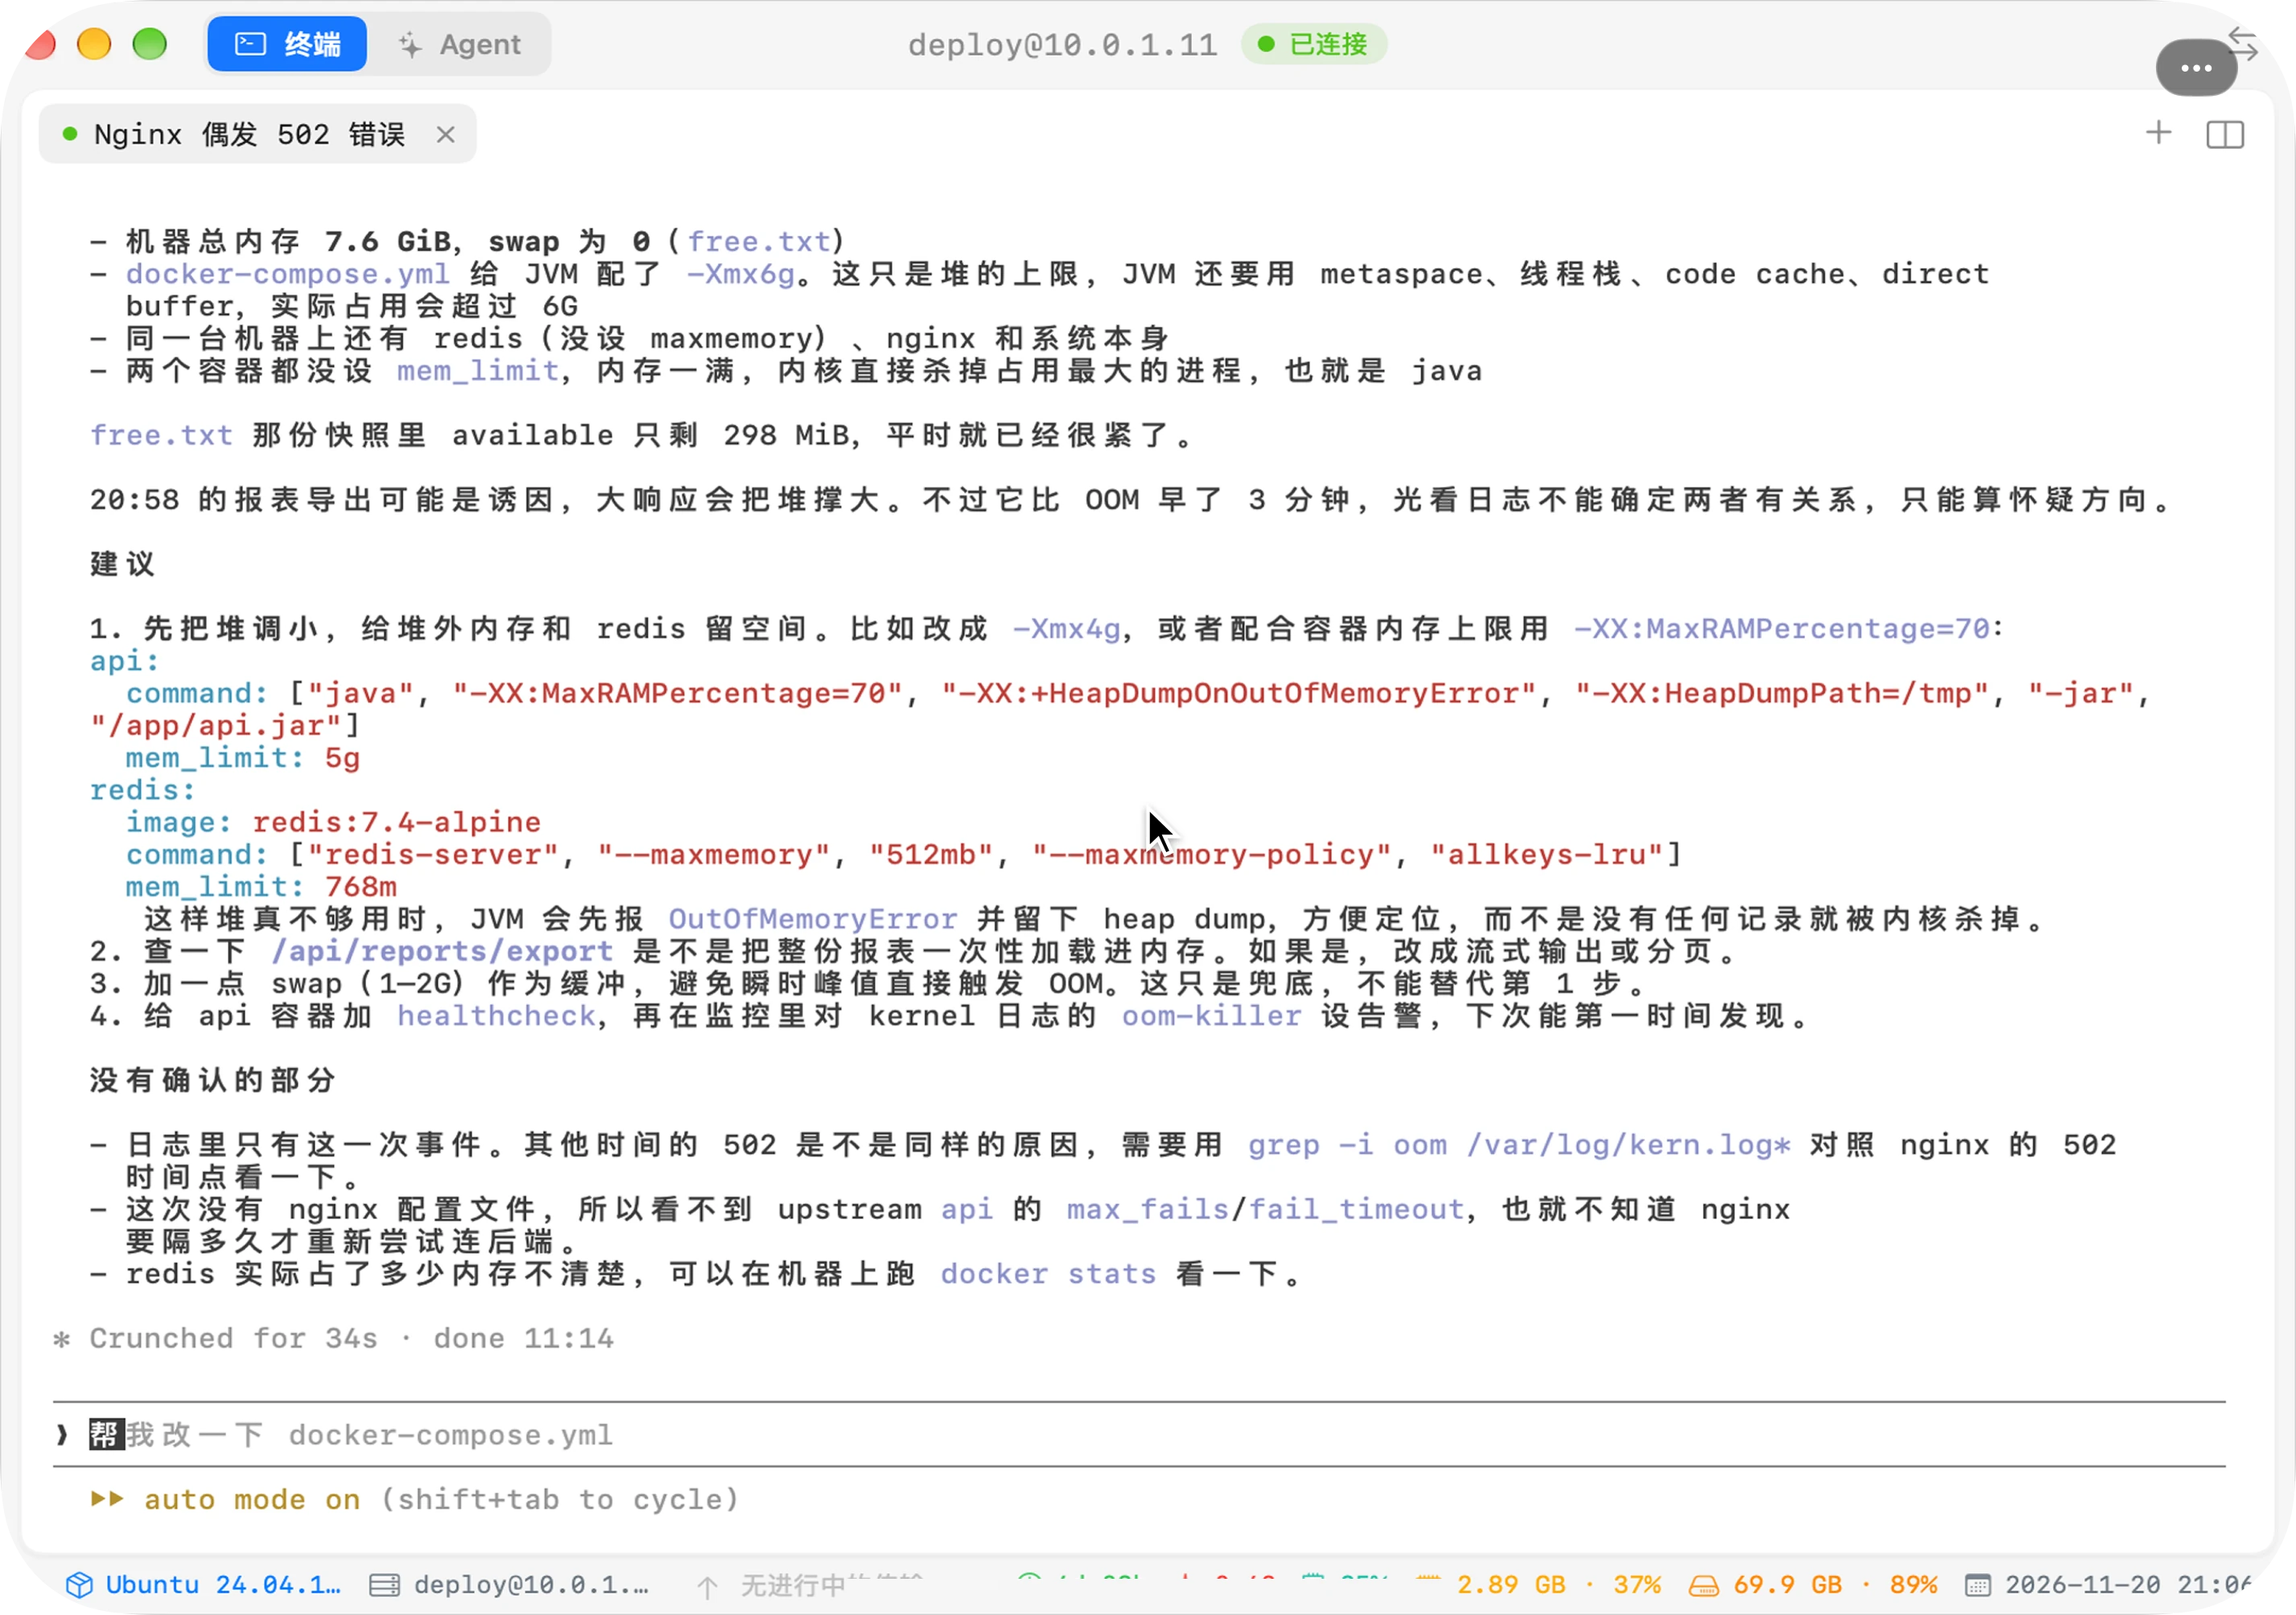 终端 Agent deploy@10.0.1.11 已连接
Nginx 偶发 502 错误
- 机器总内存 7.6 GiB, swap 为 0 (free.txt)
- docker-compose.yml 给 JVM 配了 -Xmx6g。这只是堆的上限, JVM 还要用 metaspace、线程栈、code cache、direct
buffer, 实际占用会超过 6G
- 同一台机器上还有 redis (没设 maxmemory) 、nginx 和系统本身
- 两个容器都没设 mem_limit, 内存一满, 内核直接杀掉占用最大的进程, 也就是 java
free.txt 那份快照里 available 只剩 298 MiB, 平时就已经很紧了。
20:58 的报表导出可能是诱因, 大响应会把堆撑大。不过它比 OOM 早了 3 分钟, 光看日志不能确定两者有关系, 只能算怀疑方向。
建议
1. 先把堆调小, 给堆外内存和 redis 留空间。比如改成 -Xmx4g, 或者配合容器内存上限用 -XX:MaxRAMPercentage=70:
api:
command: ["java", "-XX:MaxRAMPercentage=70", "-XX:+HeapDumpOnOutOfMemoryError", "-XX:HeapDumpPath=/tmp", "-jar",
"/app/api.jar"]
mem_limit: 5g
redis:
image: redis:7.4-alpine
command: ["redis-server", "--maxmemory", "512mb", "--maxmemory-policy", "allkeys-lru"]
mem_limit: 768m
这样堆真不够用时, JVM 会先报 OutOfMemoryError 并留下 heap dump, 方便定位, 而不是没有任何记录就被内核杀掉。
2. 查一下 /api/reports/export 是不是把整份报表一次性加载进内存。如果是, 改成流式输出或分页。
3. 加一点 swap (1–2G) 作为缓冲, 避免瞬时峰值直接触发 OOM。这只是兜底, 不能替代第 1 步。
4. 给 api 容器加 healthcheck, 再在监控里对 kernel 日志的 oom-killer 设告警, 下次能第一时间发现。
没有确认的部分
- 日志里只有这一次事件。其他时间的 502 是不是同样的原因, 需要用 grep -i oom /var/log/kern.log* 对照 nginx 的 502
时间点看一下。
- 这次没有 nginx 配置文件, 所以看不到 upstream api 的 max_fails/fail_timeout, 也就不知道 nginx
要隔多久才重新尝试连后端。
- redis 实际占了多少内存不清楚, 可以在机器上跑 docker stats 看一下。
* Crunched for 34s · done 11:14
❯ 帮我改一下 docker-compose.yml
▸▸ auto mode on (shift+tab to cycle)
Ubuntu 24.04.1… deploy@10.0.1.… 无进行中 2.89 GB · 37% 69.9 GB · 89% 2026-11-20 21:06